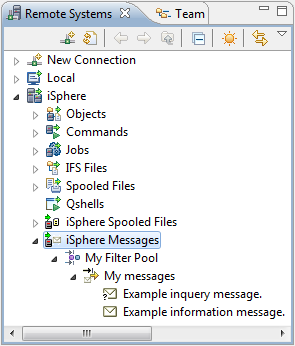 Remote Systems Team
New Connection
Local
iSphere
Objects
Commands
Jobs
IFS Files
Spooled Files
Qshells
iSphere Spooled Files
iSphere Messages
My Filter Pool
My messages
Example inquery message.
Example information message.